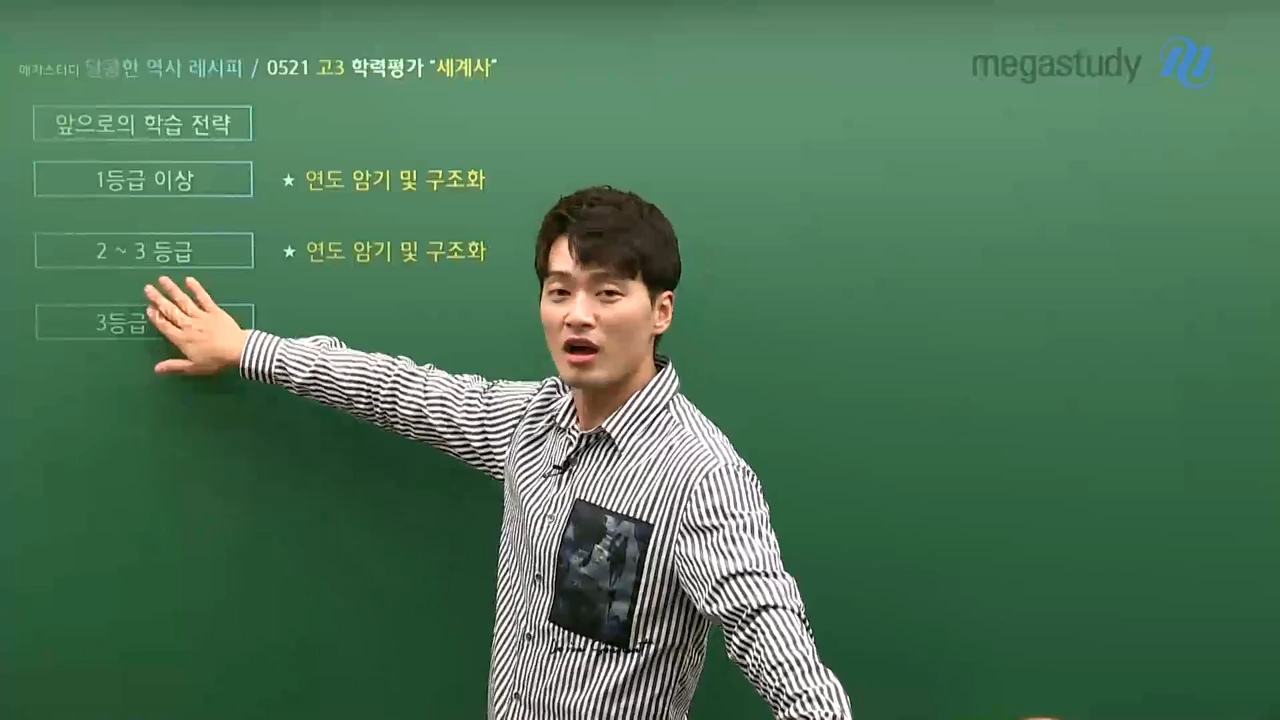 메가스터디 달콤한 역사 레시피 / 0521 고3 학력평가 "세계사"
megastudy
앞으로의 학습 전략
1등급 이상 ★ 연도 암기 및 구조화
2 ~ 3 등급 ★ 연도 암기 및 구조화
3등급